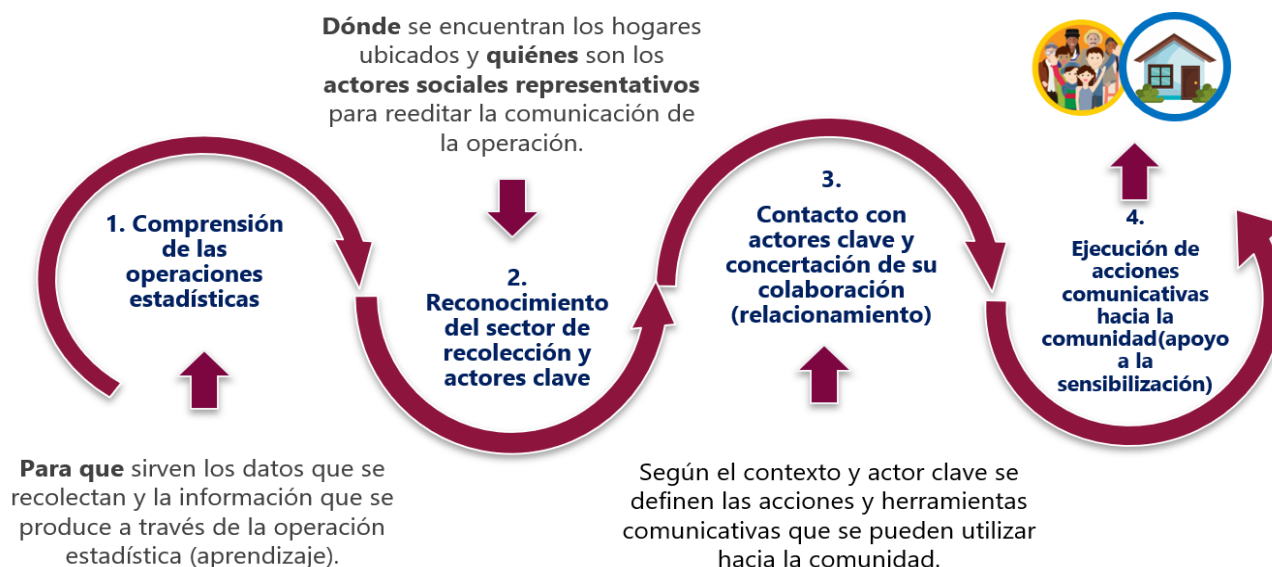 Dónde se encuentran los hogares
ubicados y quiénes son los
actores sociales representativos
para reeditar la comunicación de
la operación.
1. Comprensión
de las
operaciones
estadísticas
2.
Reconocimiento
del sector de
recolección y
actores clave
3.
Contacto con
actores clave y
concertación de su
colaboración
(relacionamiento)
4.
Ejecución de
acciones
comunicativas
hacia la
comunidad(apoyo
a la
sensibilización)
Para que sirven los datos que se
recolectan y la información que se
produce a través de la operación
estadística (aprendizaje).
Según el contexto y actor clave se
definen las acciones y herramientas
comunicativas que se pueden utilizar
hacia la comunidad.